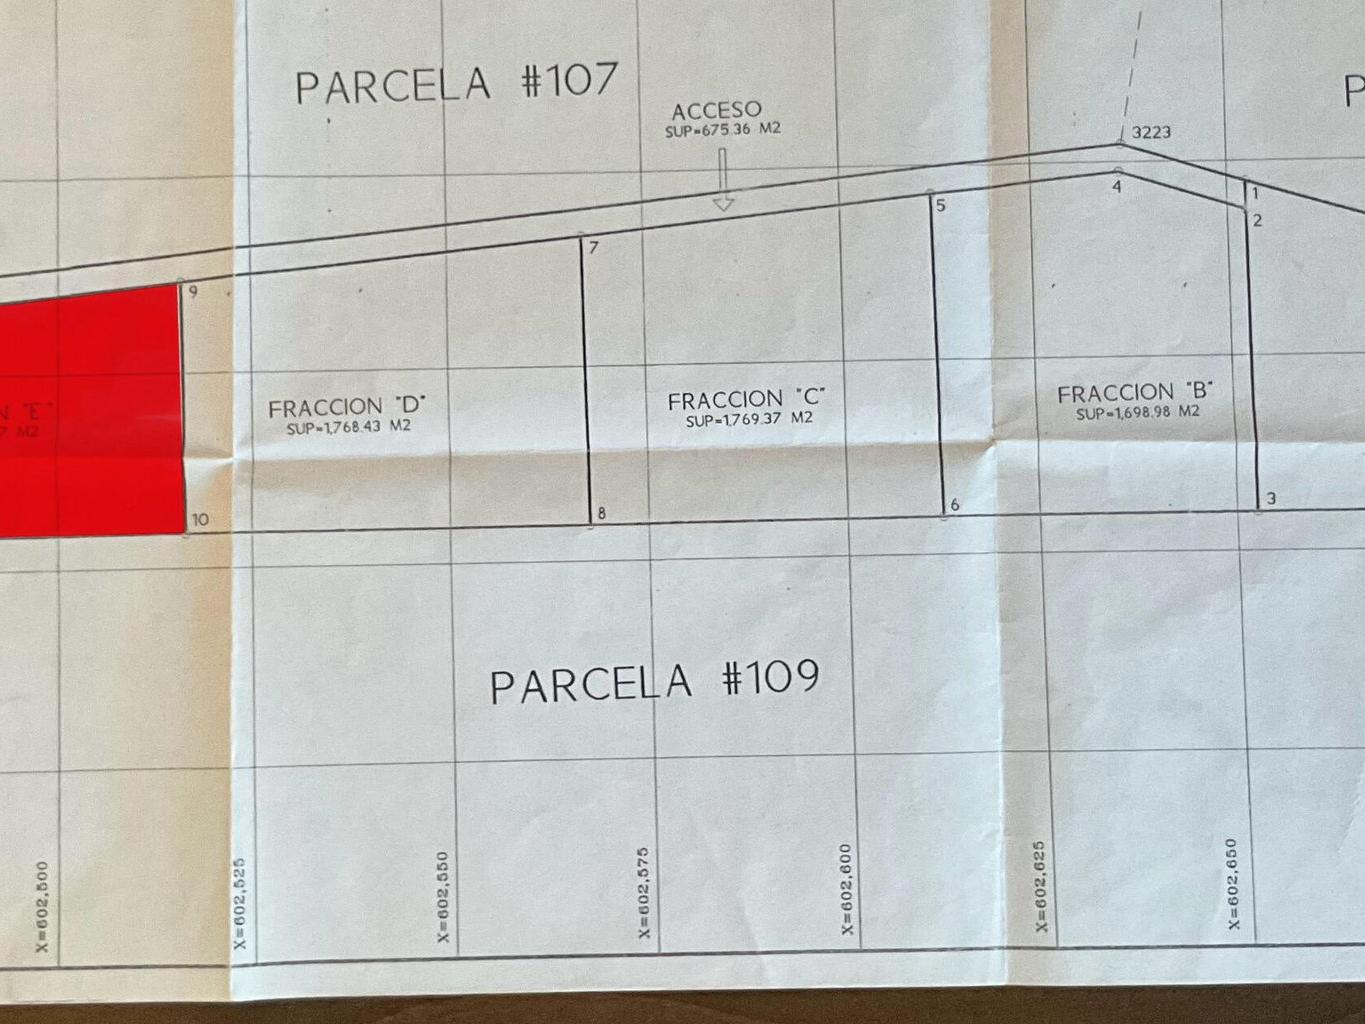 PARCELA #107
P
ACCESO
SUP=675.36 M2
3223
4
1
2
5
7
9
N "E"
7 M2
FRACCION "D"
SUP=1,768.43 M2
FRACCION "C"
SUP=1,769.37 M2
FRACCION "B"
SUP=1,698.98 M2
10
8
6
3
PARCELA #109
X=602,500
X=602,525
X=602,550
X=602,575
X=602,600
X=602,625
X=602,650